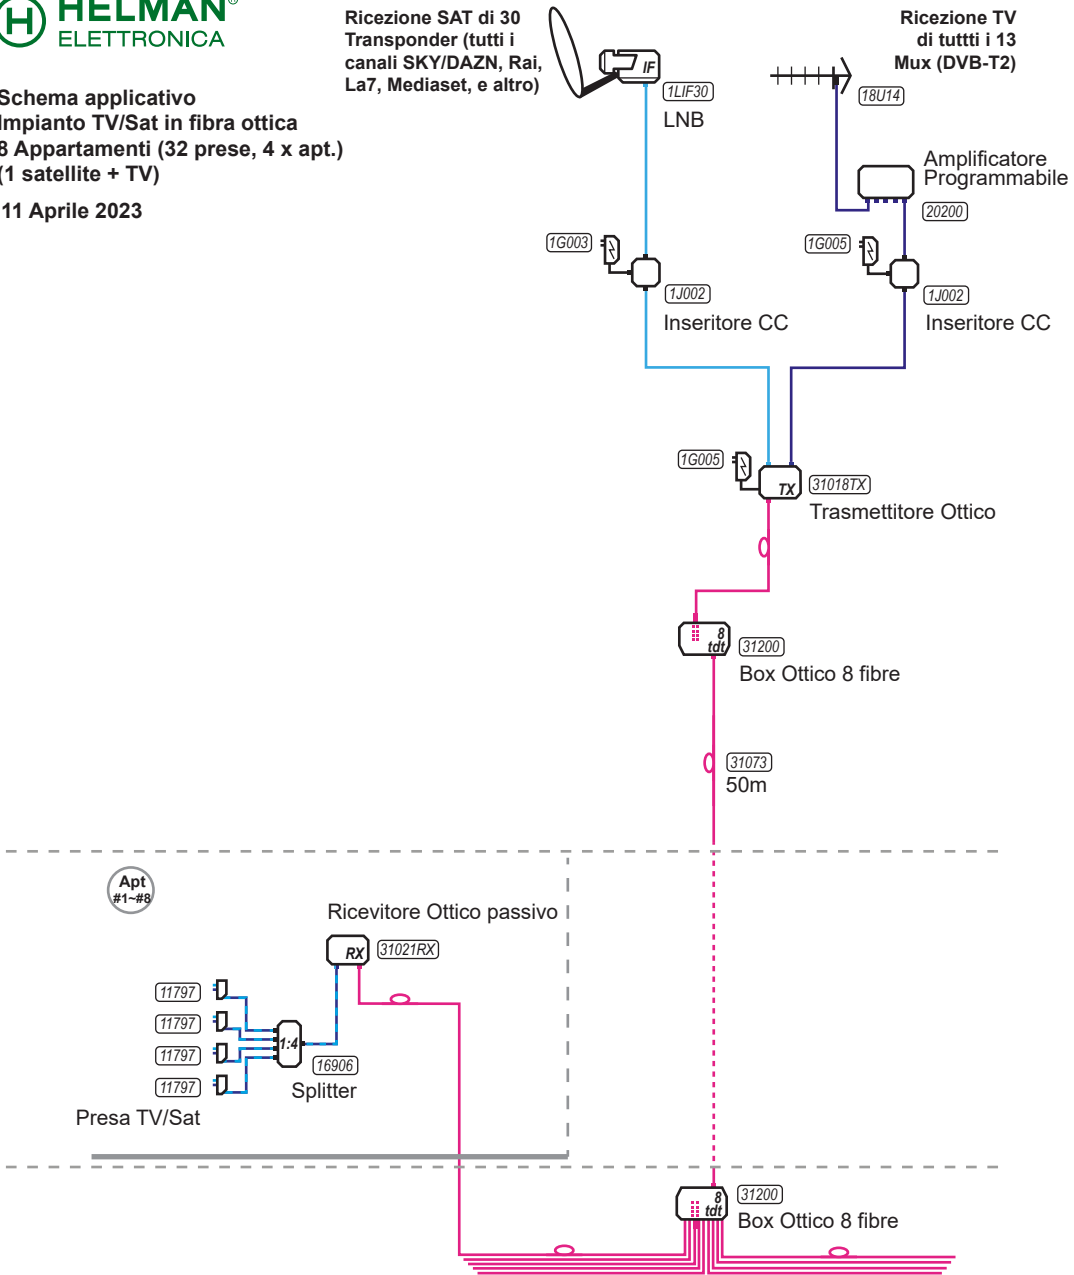 HELMAN®
ELETTRONICA
Schema applicativo
Impianto TV/Sat in fibra ottica
8 Appartamenti (32 prese, 4 x apt.)
(1 satellite + TV)
11 Aprile 2023
Ricezione SAT di 30
Transponder (tutti i
canali SKY/DAZN, Rai,
La7, Mediaset, e altro)
IF
1LIF30
LNB
Ricezione TV
di tuttti i 13
Mux (DVB-T2)
18U14
Amplificatore
Programmabile
20200
1G003
1J002
Inseritore CC
1G005
1J002
Inseritore CC
1G005
TX
31018TX
Trasmettitore Ottico
8
tdt
31200
Box Ottico 8 fibre
31073
50m
Apt
#1~#8
Ricevitore Ottico passivo
RX
31021RX
11797
11797
11797
11797
1:4
16906
Splitter
Presa TV/Sat
8
tdt
31200
Box Ottico 8 fibre